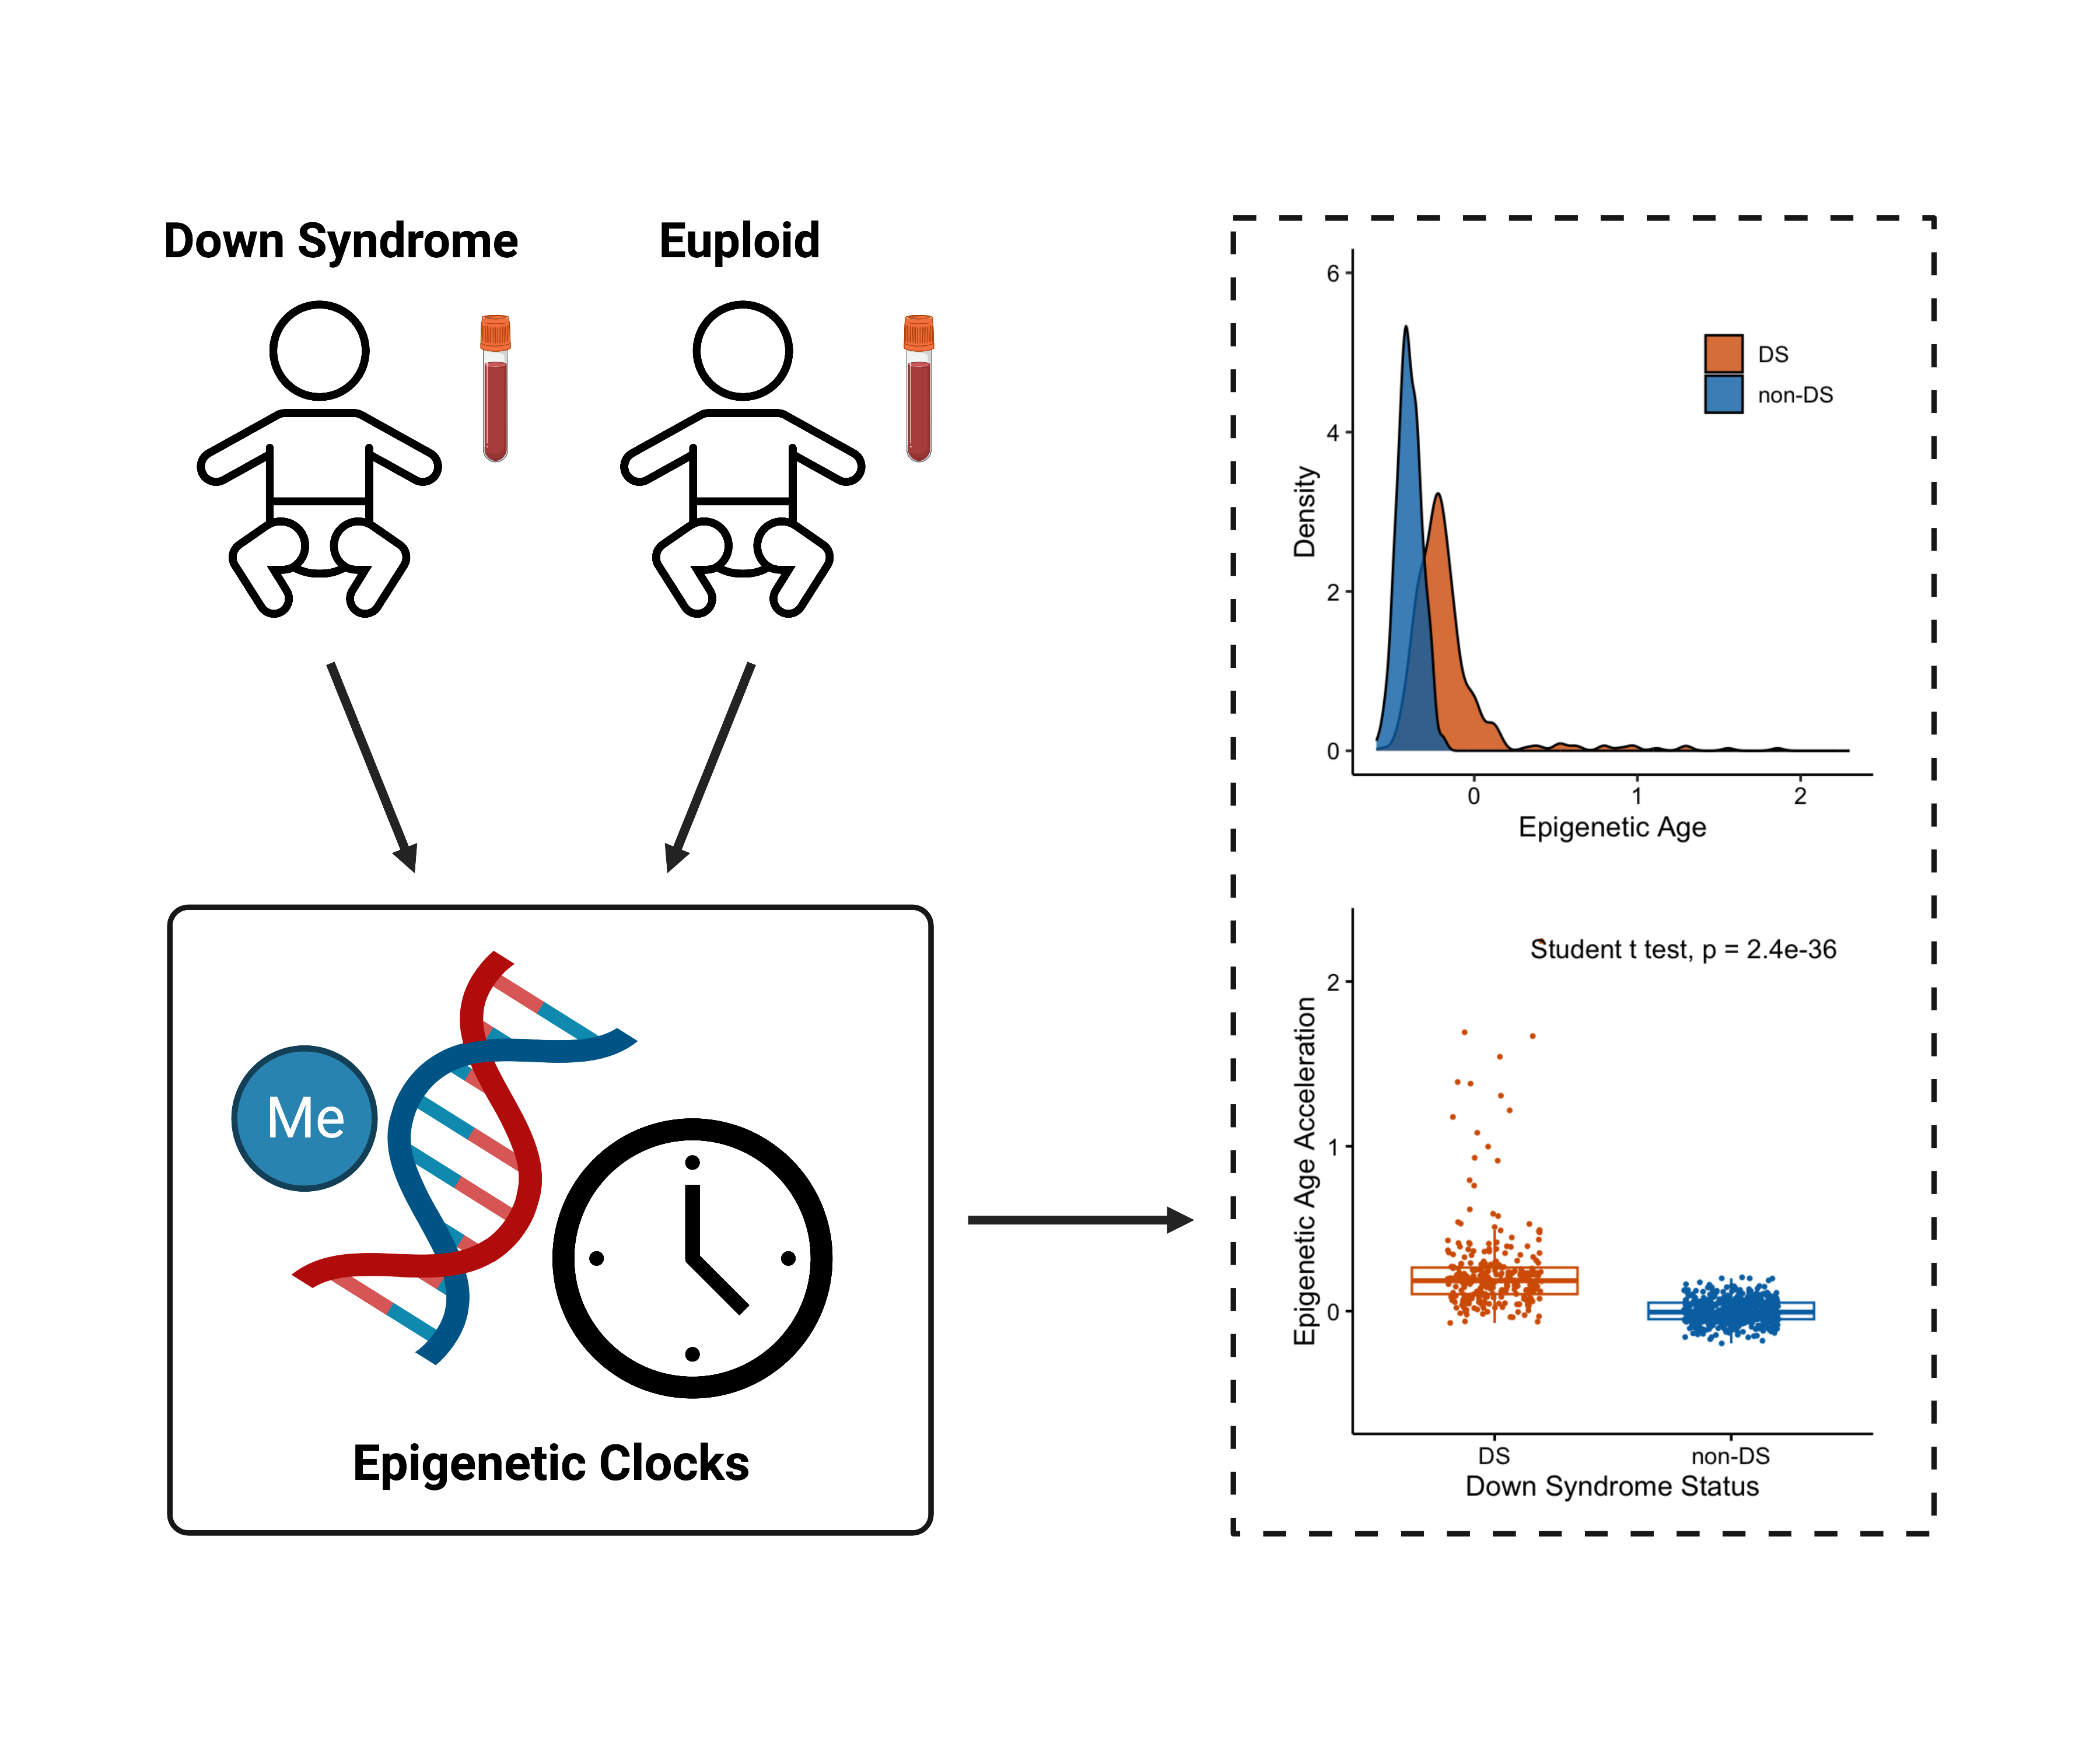 Down Syndrome
Euploid
Me
Epigenetic Clocks
6
4
2
0
Density
DS
non-DS
0
1
2
Epigenetic Age
Student t test, p = 2.4e-36
2
1
0
Epigenetic Age Acceleration
DS
non-DS
Down Syndrome Status